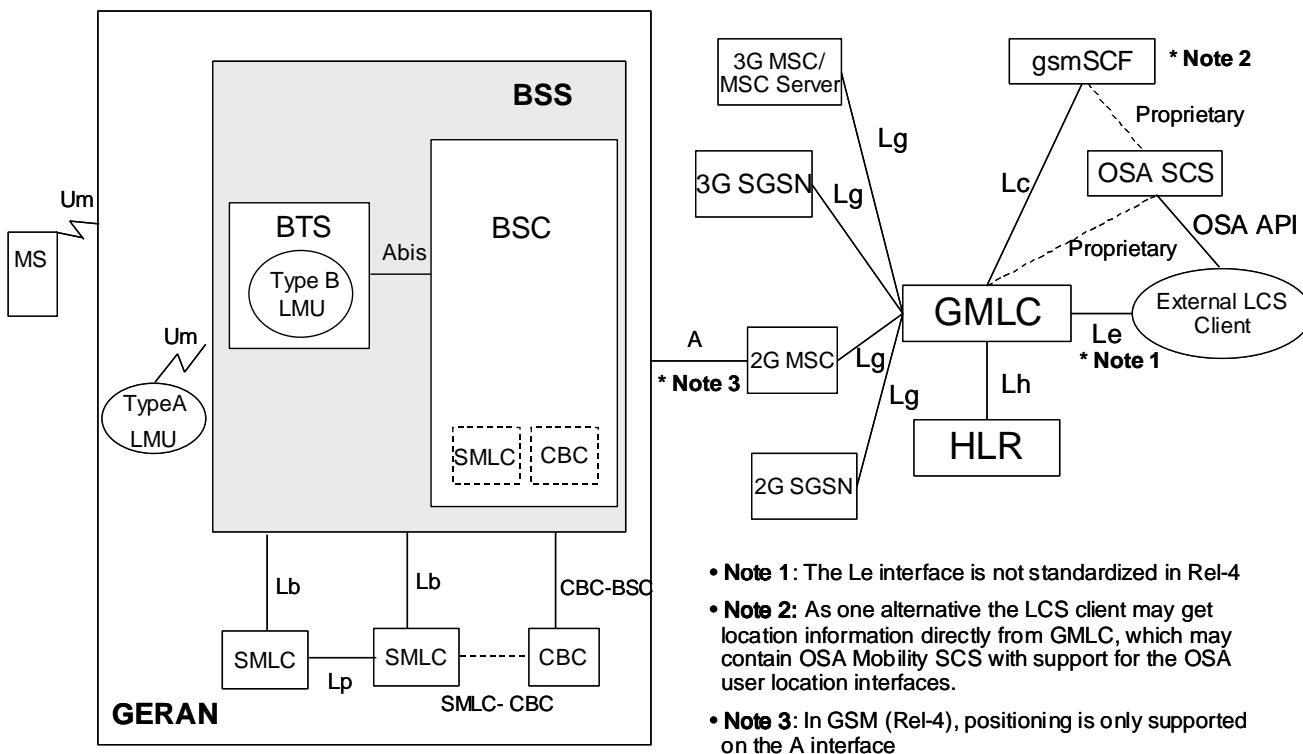 BSS
BTS
Type B
LMU
Abis
BSC
SMLC
CBC
Um
MS
Um
TypeA
LMU
Lb
Lb
CBC-BSC
SMLC
Lp
SMLC
SMLC- CBC
CBC
GERAN
A
* Note 3
3G MSC/
MSC Server
Lg
3G SGSN
Lg
2G MSC
Lg
Lg
2G SGSN
gsmSCF
* Note 2
Proprietary
Lc
OSA SCS
OSA API
Proprietary
GMLC
Le
* Note 1
External LCS
Client
Lh
HLR
• Note 1: The Le interface is not standardized in Rel-4
• Note 2: As one alternative the LCS client may get
location information directly from GMLC, which may
contain OSA Mobility SCS with support for the OSA
user location interfaces.
• Note 3: In GSM (Rel-4), positioning is only supported
on the A interface